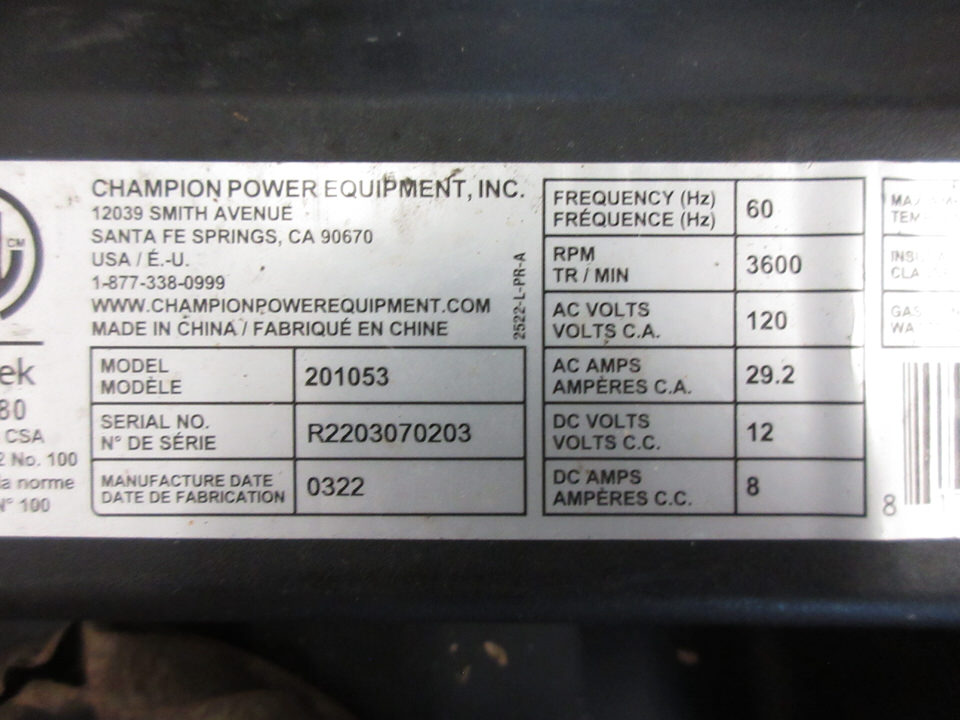 CM
ek
80
CSA
2 No. 100
la norme
N° 100
CHAMPION POWER EQUIPMENT, INC.
12039 SMITH AVENUE
SANTA FE SPRINGS, CA 90670
USA / É.-U.
1-877-338-0999
WWW.CHAMPIONPOWEREQUIPMENT.COM
MADE IN CHINA / FABRIQUÉ EN CHINE
2522-L-PR-A
MODEL
MODÈLE
201053
SERIAL NO.
N° DE SÉRIE
R2203070203
MANUFACTURE DATE
DATE DE FABRICATION
0322
FREQUENCY (Hz)
FRÉQUENCE (Hz)
60
RPM
TR / MIN
3600
AC VOLTS
VOLTS C.A.
120
AC AMPS
AMPÈRES C.A.
29.2
DC VOLTS
VOLTS C.C.
12
DC AMPS
AMPÈRES C.C.
8
8